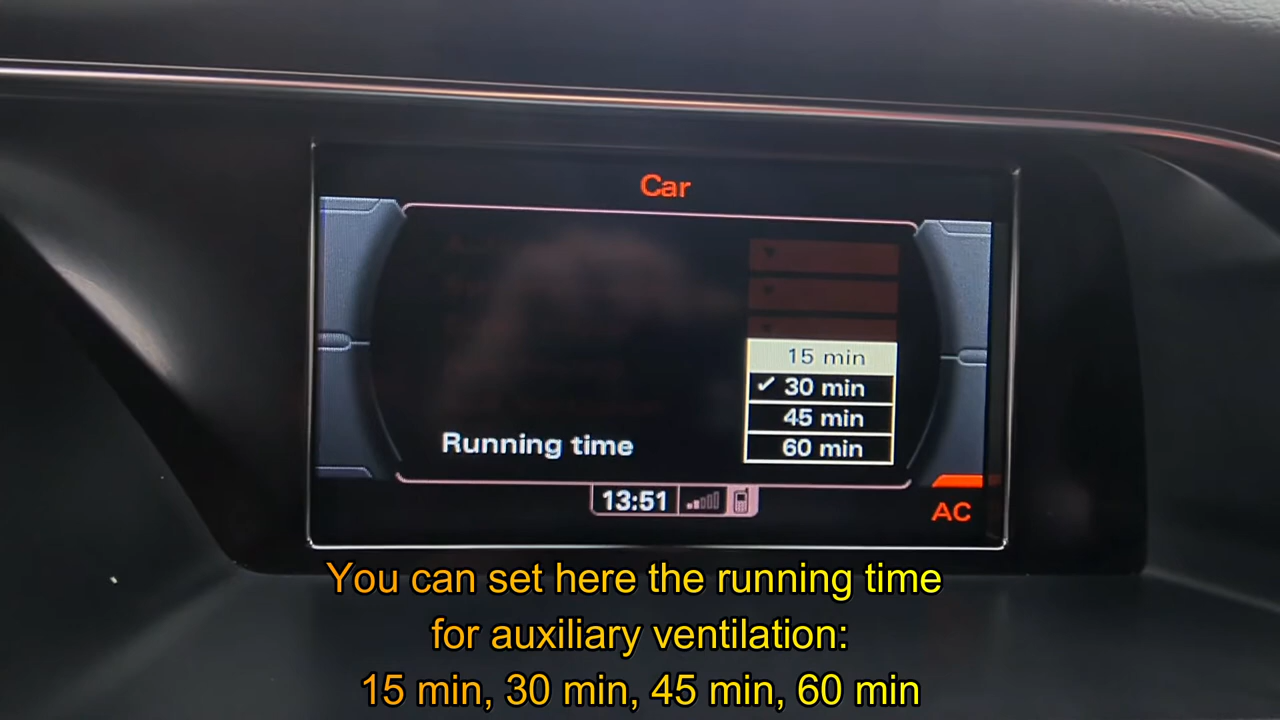 Car
15 min
✓ 30 min
45 min
60 min
Running time
13:51
AC
You can set here the running time
for auxiliary ventilation:
15 min, 30 min, 45 min, 60 min